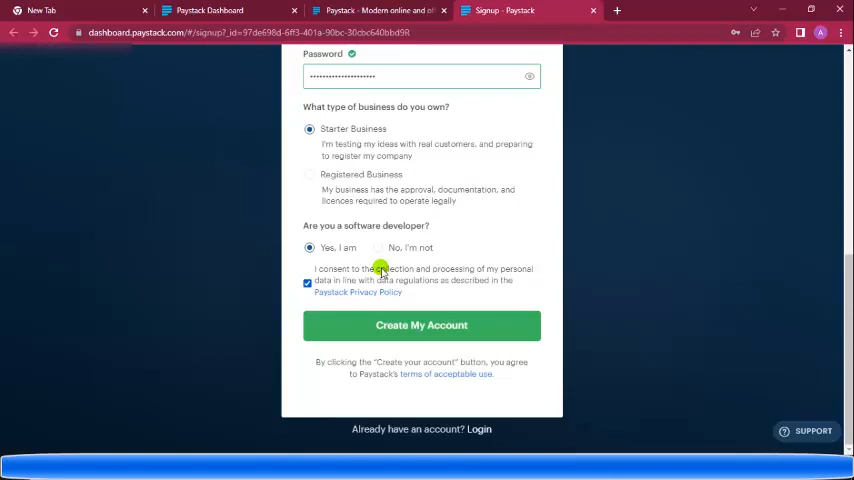 New Tab
Paystack Dashboard
Paystack - Modern online and of
Signup - Paystack
dashboard.paystack.com/#/signup?_id=97de698d-6ff3-401a-90bc-30cbc640bbd9R
A
Password
What type of business do you own?
Starter Business
I'm testing my ideas with real customers, and preparing
to register my company
Registered Business
My business has the approval, documentation, and
licences required to operate legally
Are you a software developer?
Yes, I am
No, I'm not
I consent to the collection and processing of my personal
data in line with data regulations as described in the
Paystack Privacy Policy
Create My Account
By clicking the "Create your account" button, you agree
to Paystack's terms of acceptable use.
Already have an account? Login
SUPPORT